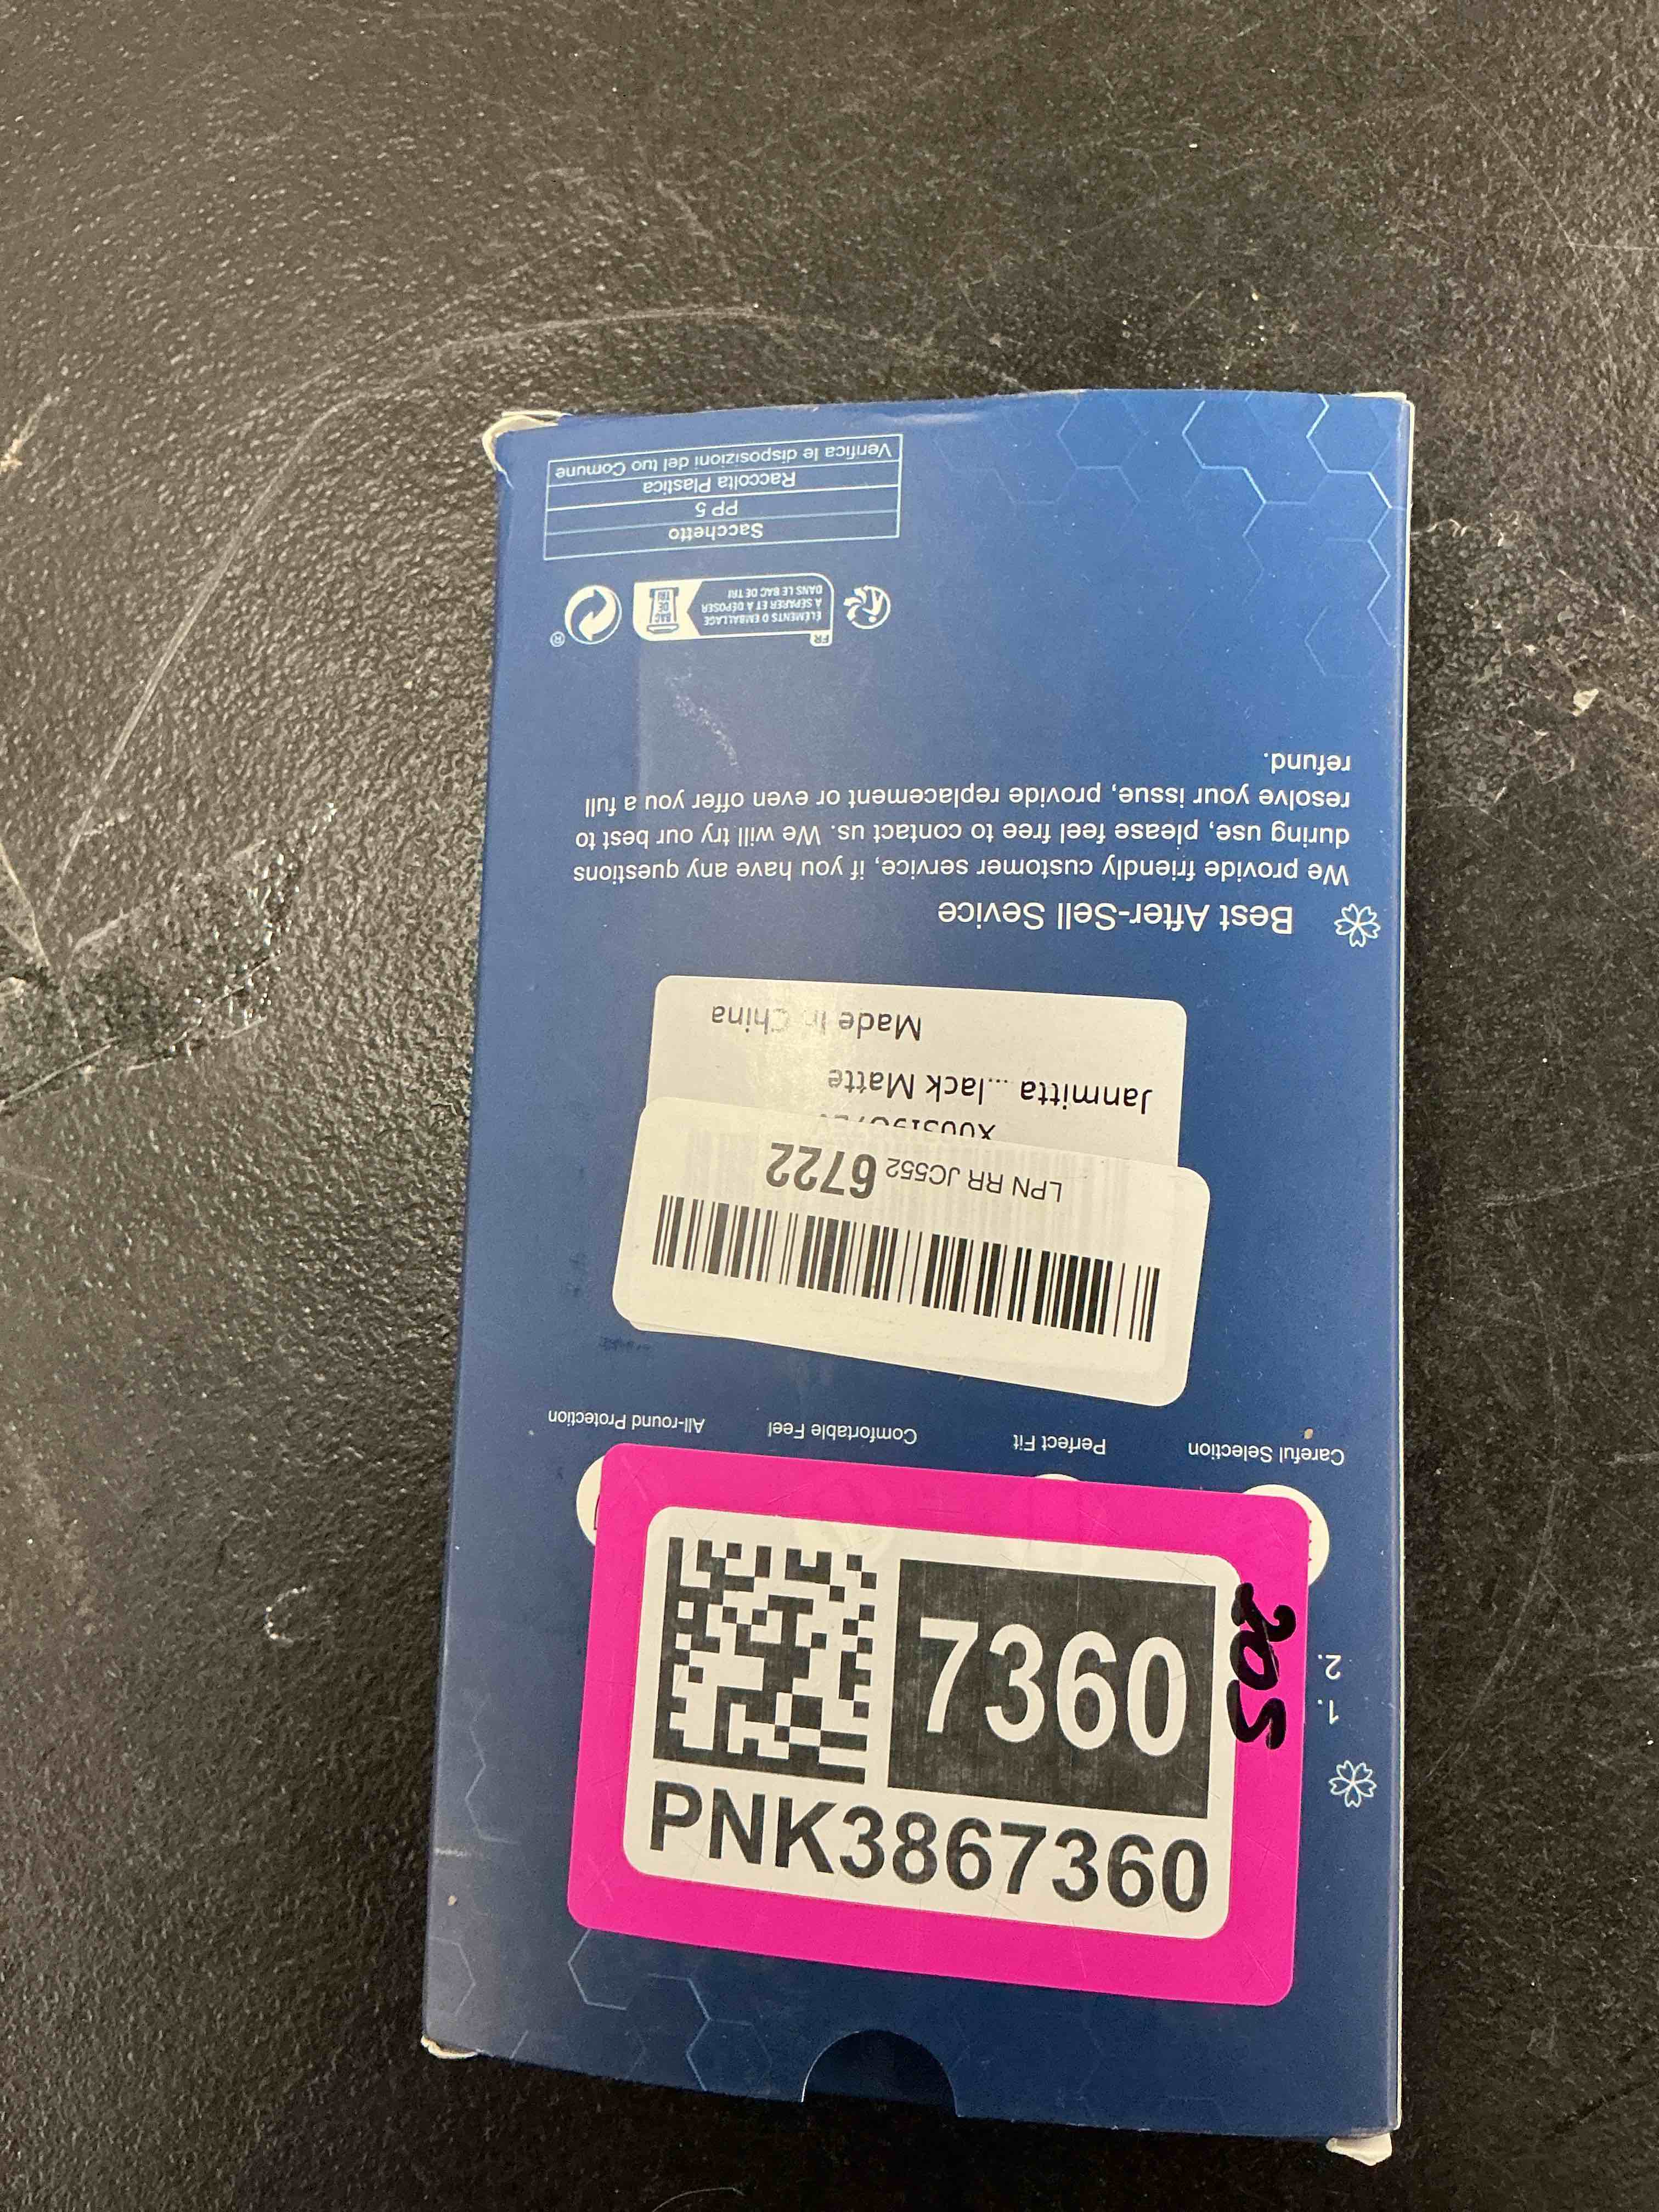 7360
PNK3867360
205
1.
2.
Careful Selection
Perfect Fit
Comfortable Feel
All-round Protection
LPN RR JC552 6722
Janmitta ...lack Matte
Made In China
Best After-Sell Sevice
We provide friendly customer service, if you have any questions
during use, please feel free to contact us. We will try our best to
resolve your issue, provide replacement or even offer you a full
refund.
FR
ÉLÉMENTS D EMBALLAGE
À SÉPARER ET À DÉPOSER
DANS LE BAC DE TRI
BAC
DE
TRI
®
Sacchetto
PP 5
Raccolta Plastica
Verifica le disposizioni del tuo Comune